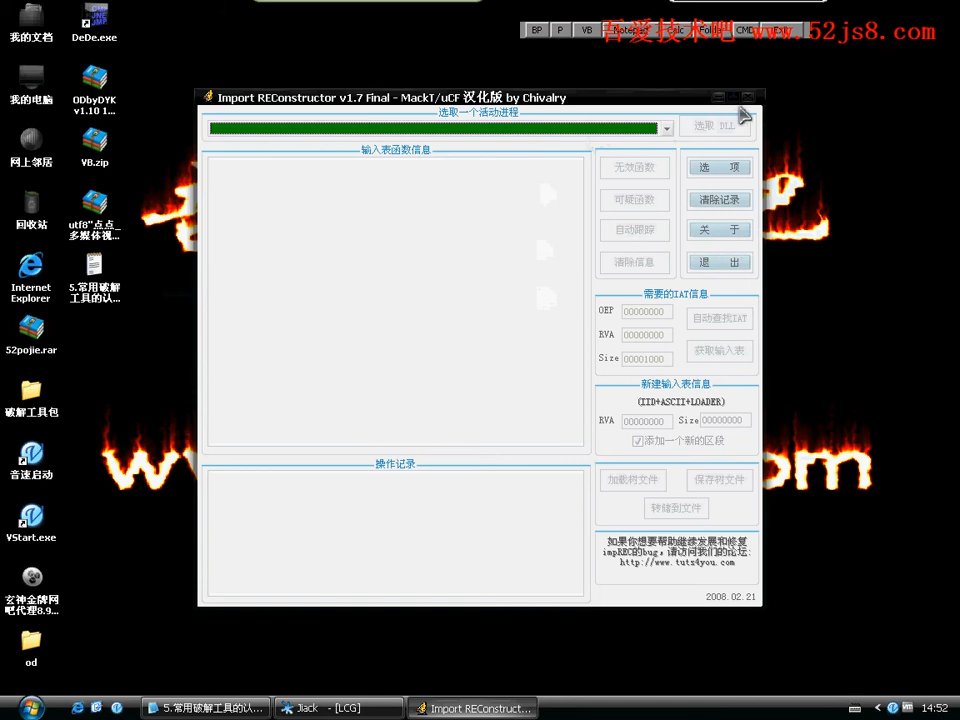 我的文档
DeDe.exe
BP
P
VB
Notepad
Calc
Folder
CMD
吾爱技术吧 www.52js8.com
我的电脑
ODbyDYK
v1.10 1...
网上邻居
VB.zip
回收站
utf8"点点_
多媒体视...
Internet
Explorer
5.常用破解
工具的认...
52pojie.rar
破解工具包
音速启动
VStart.exe
玄神金牌网
吧代理8.9...
od
Import REConstructor v1.7 Final - MackT/uCF 汉化版 by Chivalry
选取一个活动进程
选取 DLL
输入表函数信息
无效函数
选 项
可疑函数
清除记录
自动跟踪
关 于
清除信息
退 出
需要的IAT信息
OEP 00000000
自动查找IAT
RVA 00000000
Size 00001000
获取输入表
新建输入表信息
(IID+ASCII+LOADER)
RVA 00000000 Size 00000000
添加一个新的区段
操作记录
加载树文件
保存树文件
转储到文件
如果你想要帮助继续发展和修复
impREC的bug,请访问我们的论坛:
http://www.tuts4you.com
2008.02.21
5.常用破解工具的认...
Jiack - [LCG]
Import REConstruct...
14:52